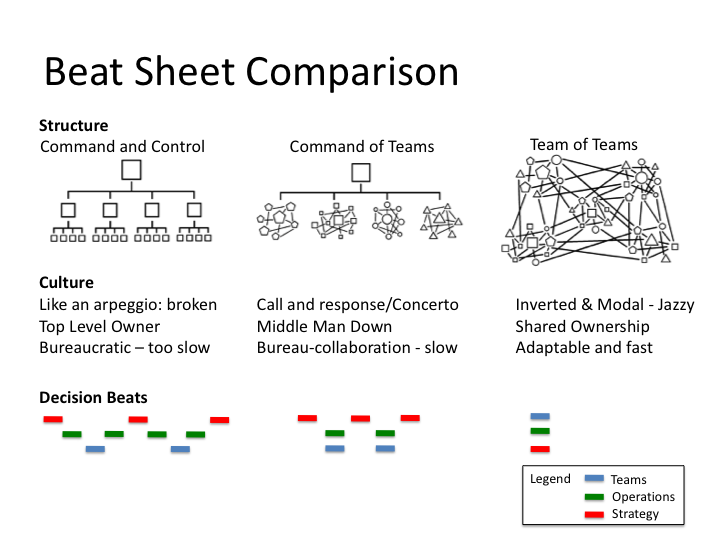 Beat Sheet Comparison
Structure
Command and Control
Command of Teams
Team of Teams
Culture
Like an arpeggio: broken
Top Level Owner
Bureaucratic – too slow
Call and response/Concerto
Middle Man Down
Bureau-collaboration - slow
Inverted & Modal - Jazzy
Shared Ownership
Adaptable and fast
Decision Beats
Legend
Teams
Operations
Strategy